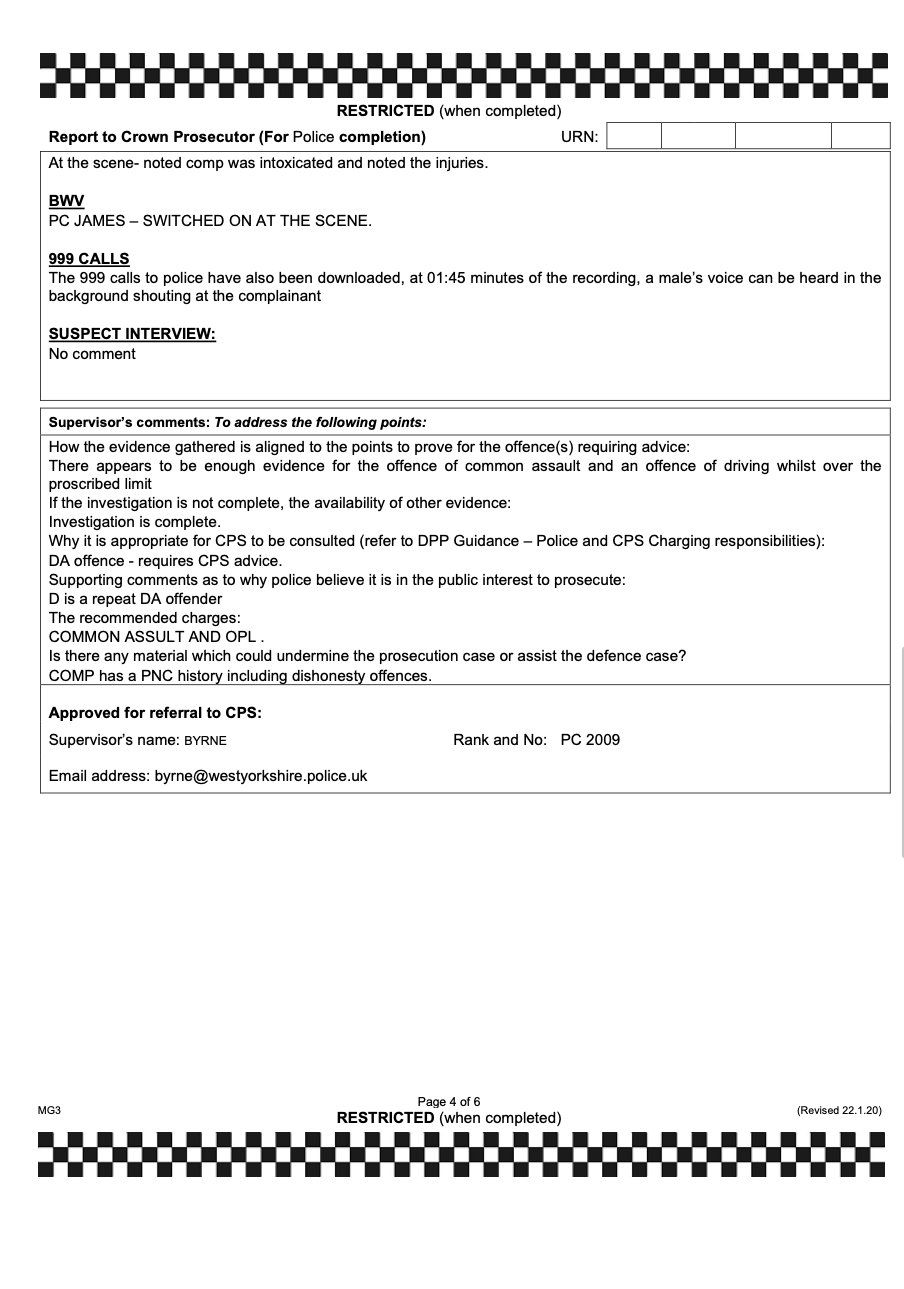 RESTRICTED (when completed)
Report to Crown Prosecutor (For Police completion) URN:
At the scene- noted comp was intoxicated and noted the injuries.
BWV
PC JAMES – SWITCHED ON AT THE SCENE.
999 CALLS
The 999 calls to police have also been downloaded, at 01:45 minutes of the recording, a male's voice can be heard in the
background shouting at the complainant
SUSPECT INTERVIEW:
No comment
Supervisor's comments: To address the following points:
How the evidence gathered is aligned to the points to prove for the offence(s) requiring advice:
There appears to be enough evidence for the offence of common assault and an offence of driving whilst over the
proscribed limit
If the investigation is not complete, the availability of other evidence:
Investigation is complete.
Why it is appropriate for CPS to be consulted (refer to DPP Guidance – Police and CPS Charging responsibilities):
DA offence - requires CPS advice.
Supporting comments as to why police believe it is in the public interest to prosecute:
D is a repeat DA offender
The recommended charges:
COMMON ASSULT AND OPL .
Is there any material which could undermine the prosecution case or assist the defence case?
COMP has a PNC history including dishonesty offences.
Approved for referral to CPS:
Supervisor's name: BYRNE Rank and No: PC 2009
Email address: byrne@westyorkshire.police.uk
Page 4 of 6
MG3 RESTRICTED (when completed) (Revised 22.1.20)